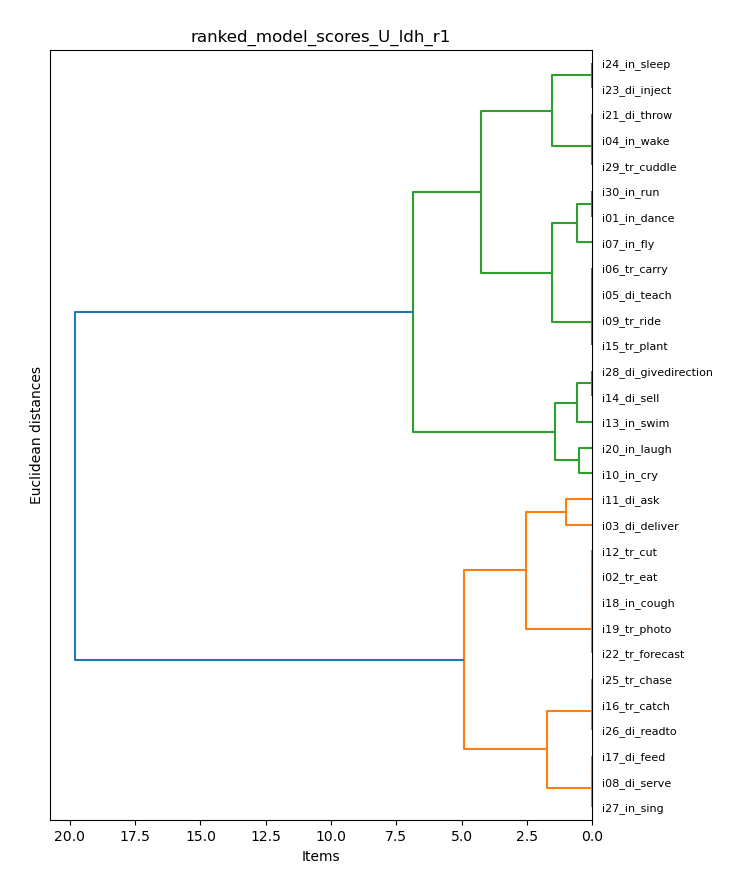 ranked_model_scores_U_ldh_r1
i24_in_sleep
i23_di_inject
i21_di_throw
i04_in_wake
i29_tr_cuddle
i30_in_run
i01_in_dance
i07_in_fly
i06_tr_carry
i05_di_teach
i09_tr_ride
i15_tr_plant
i28_di_givedirection
i14_di_sell
i13_in_swim
i20_in_laugh
i10_in_cry
i11_di_ask
i03_di_deliver
i12_tr_cut
i02_tr_eat
i18_in_cough
i19_tr_photo
i22_tr_forecast
i25_tr_chase
i16_tr_catch
i26_di_readto
i17_di_feed
i08_di_serve
i27_in_sing
Euclidean distances
20.0 17.5 15.0 12.5 10.0 7.5 5.0 2.5 0.0
Items